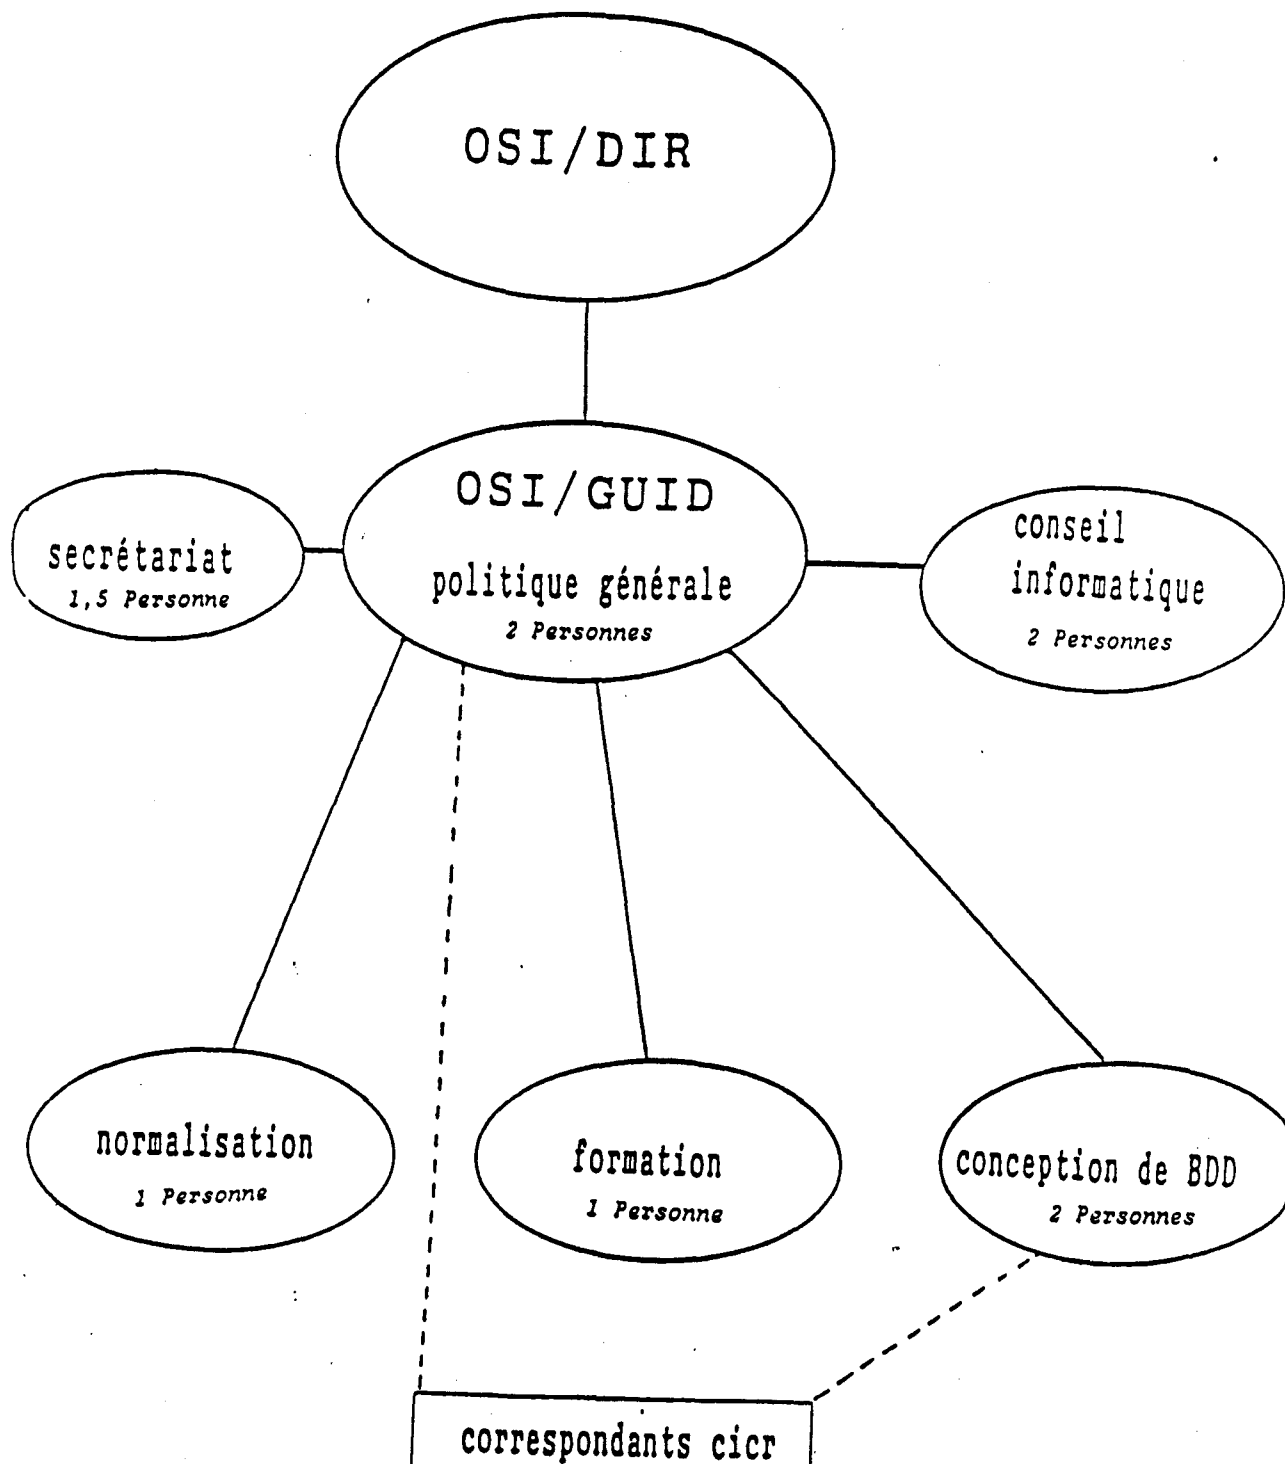 OSI/DIR
OSI/GUID
politique générale
2 Personnes
secrétariat
1,5 Personne
conseil
informatique
2 Personnes
normalisation
1 Personne
formation
1 Personne
conception de BDD
2 Personnes
correspondants cicr